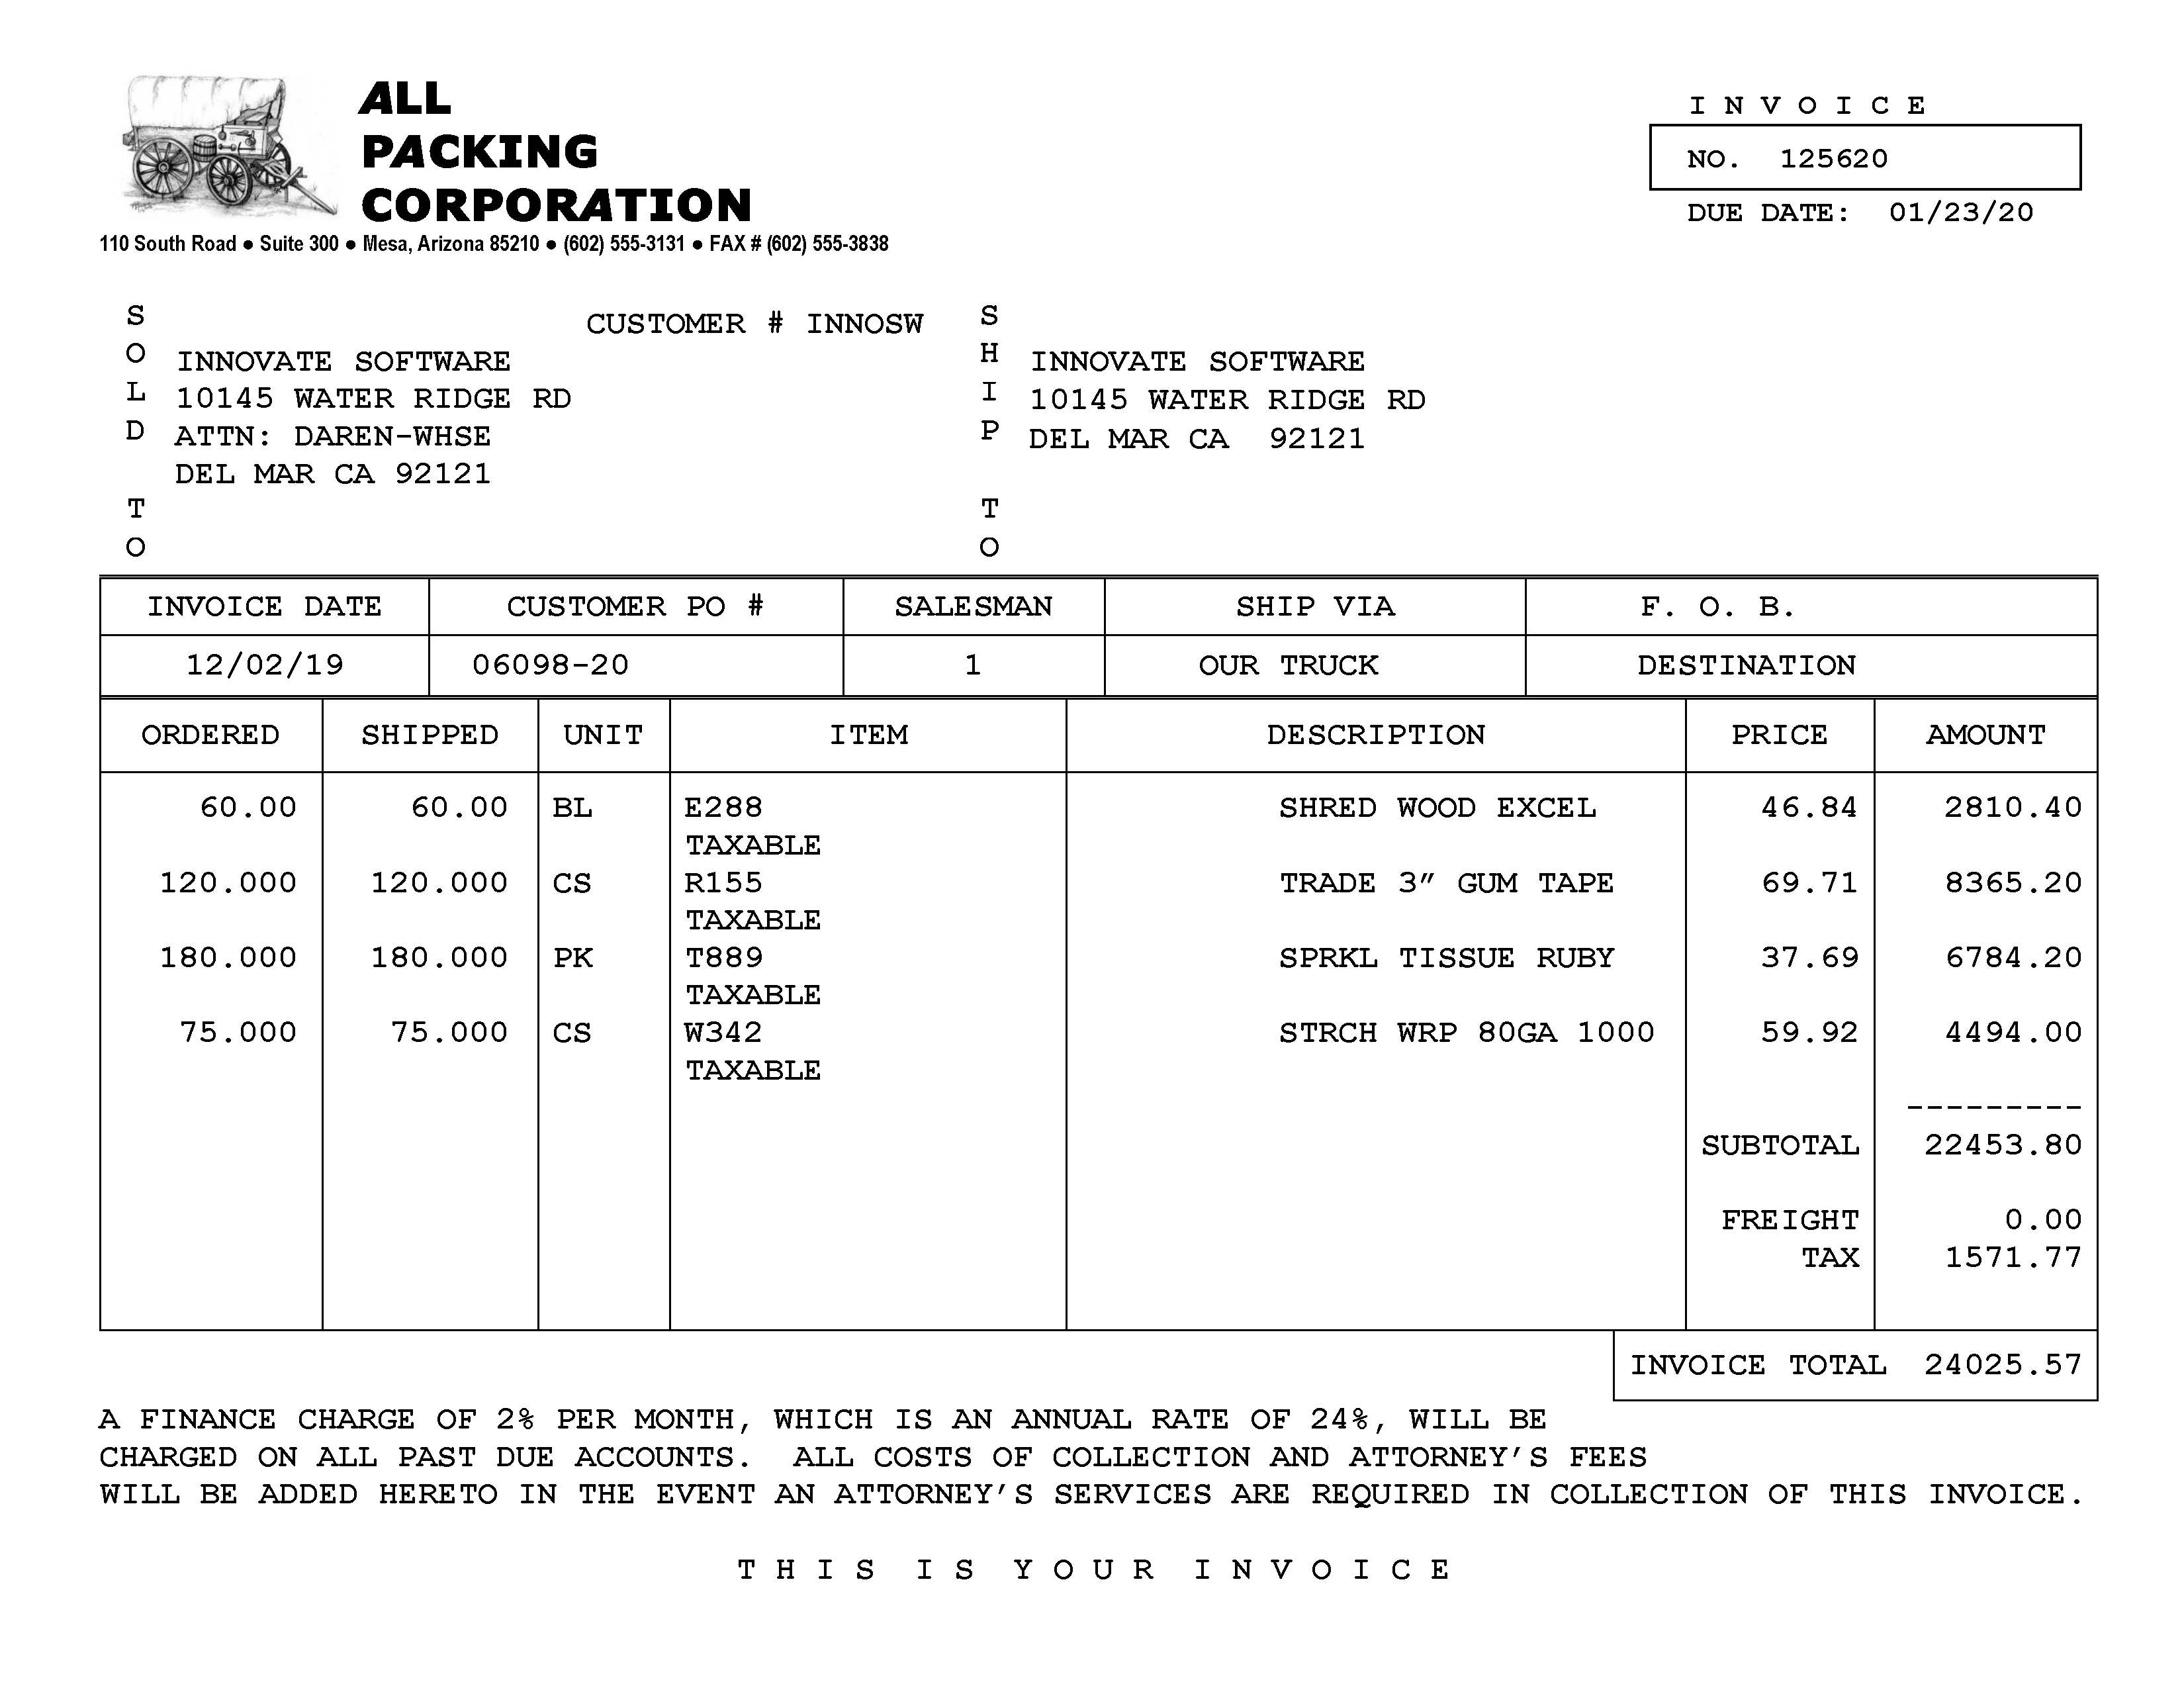 ALL
PACKING
CORPORATION
110 South Road ● Suite 300 ● Mesa, Arizona 85210 ● (602) 555-3131 ● FAX # (602) 555-3838
I N V O I C E
NO. 125620
DUE DATE: 01/23/20
SOLD TO
CUSTOMER # INNOSW
INNOVATE SOFTWARE
10145 WATER RIDGE RD
ATTN: DAREN-WHSE
DEL MAR CA 92121
SHIP TO
INNOVATE SOFTWARE
10145 WATER RIDGE RD
DEL MAR CA 92121
INVOICE DATE CUSTOMER PO # SALESMAN SHIP VIA F. O. B.
12/02/19 06098-20 1 OUR TRUCK DESTINATION
ORDERED SHIPPED UNIT ITEM DESCRIPTION PRICE AMOUNT
60.00 60.00 BL E288 SHRED WOOD EXCEL 46.84 2810.40
TAXABLE
120.000 120.000 CS R155 TRADE 3″ GUM TAPE 69.71 8365.20
TAXABLE
180.000 180.000 PK T889 SPRKL TISSUE RUBY 37.69 6784.20
TAXABLE
75.000 75.000 CS W342 STRCH WRP 80GA 1000 59.92 4494.00
TAXABLE
---------
SUBTOTAL 22453.80
FREIGHT 0.00
TAX 1571.77
INVOICE TOTAL 24025.57
A FINANCE CHARGE OF 2% PER MONTH, WHICH IS AN ANNUAL RATE OF 24%, WILL BE
CHARGED ON ALL PAST DUE ACCOUNTS. ALL COSTS OF COLLECTION AND ATTORNEY’S FEES
WILL BE ADDED HERETO IN THE EVENT AN ATTORNEY’S SERVICES ARE REQUIRED IN COLLECTION OF THIS INVOICE.
T H I S I S Y O U R I N V O I C E